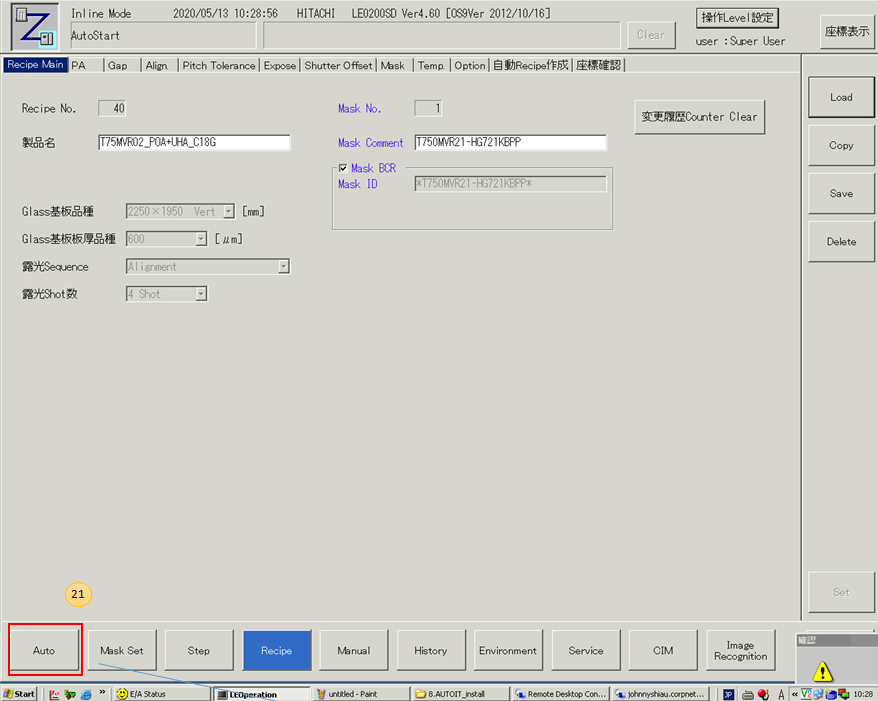 Inline Mode 2020/05/13 10:28:56 HITACHI LE0200SD Ver4.60 [OS9Ver 2012/10/16] 操作Level設定 座標表示
AutoStart Clear user :Super User
Recipe Main PA Gap Align. Pitch Tolerance Expose Shutter Offset Mask Temp. Option 自動Recipe作成 座標確認
Load
Recipe No. 40 Mask No. 1 変更履歴Counter Clear
製品名 T75MVR02_POA+UHA_C18G Mask Comment T750MVR21-HG721KBPP Copy
Mask BCR
Mask ID *T750MVR21-HG721KBPP* Save
Glass基板品種 2250×1950 Vert [mm]
Glass基板板厚品種 600 [μm] Delete
露光Sequence Alignment
露光Shot数 4 Shot
21 Set
Auto Mask Set Step Recipe Manual History Environment Service CIM Image Recognition
確認
Start » E/A Status LEOperation untitled - Paint 8.AUTOIT_install Remote Desktop Con... johnnyshiau.corpnet... JP A « 10:28